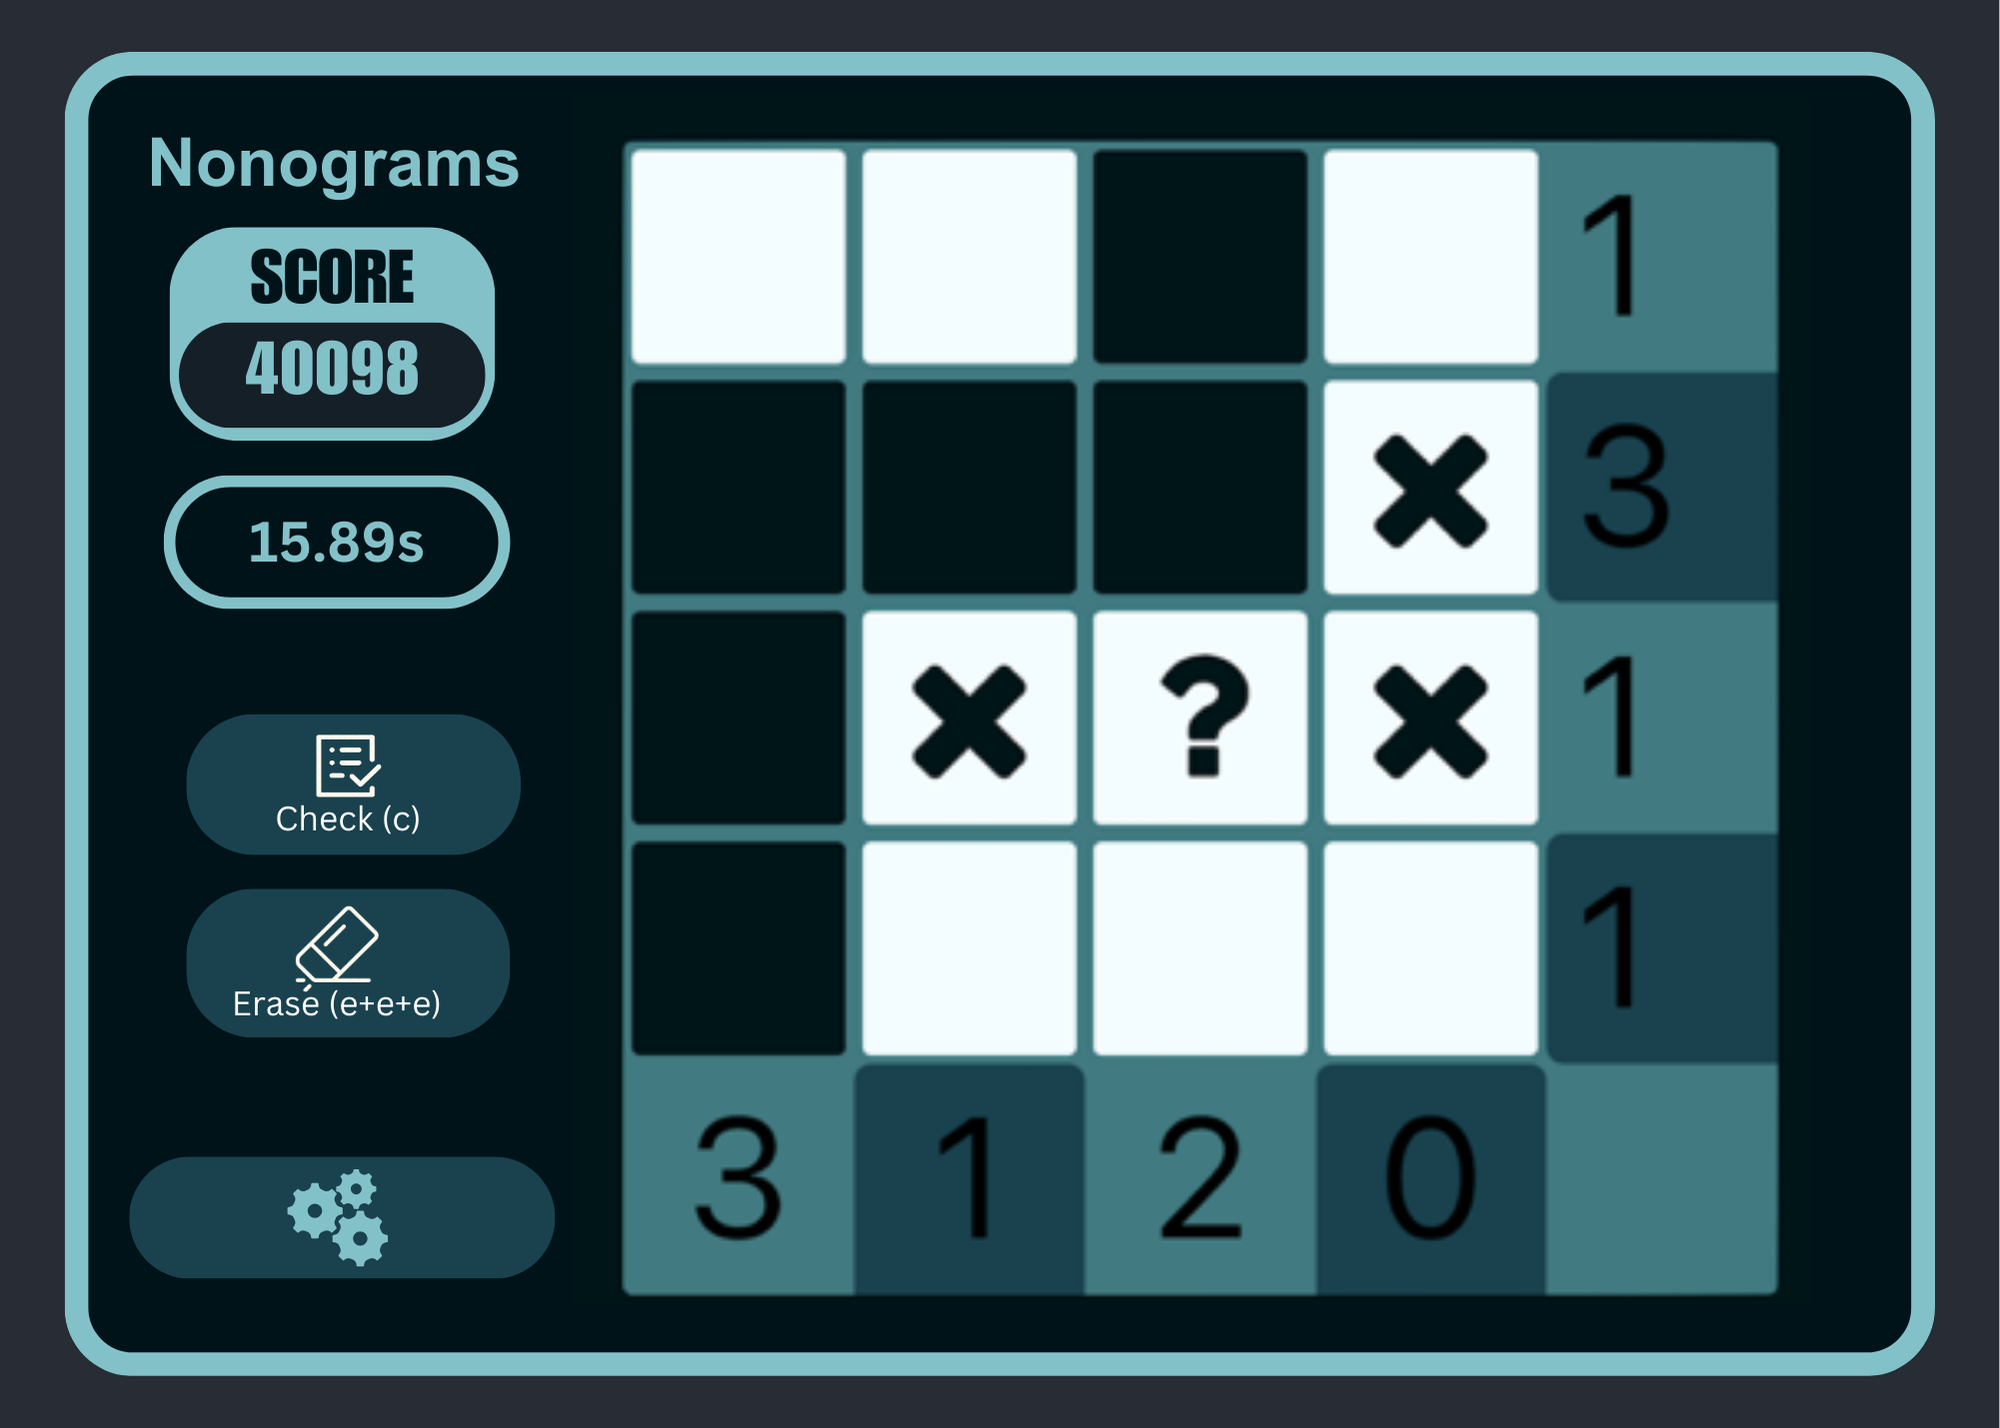 Nonograms
SCORE
40098
15.89s
Check (c)
Erase (e+e+e)
1
3
?
1
1
3 1 2 0